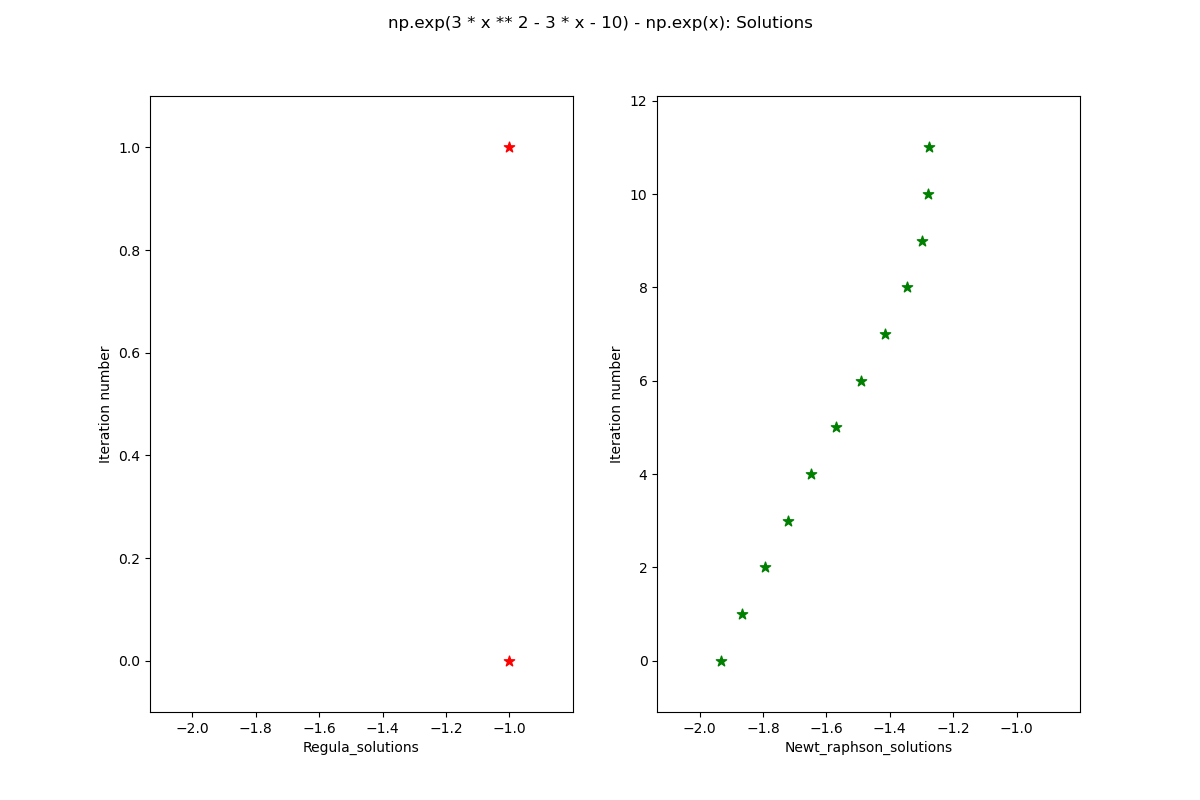 np.exp(3 * x ** 2 - 3 * x - 10) - np.exp(x): Solutions
1.0
0.8
0.6
0.4
0.2
0.0
Iteration number
−2.0 −1.8 −1.6 −1.4 −1.2 −1.0
Regula_solutions
12
10
8
6
4
2
0
Iteration number
−2.0 −1.8 −1.6 −1.4 −1.2 −1.0
Newt_raphson_solutions